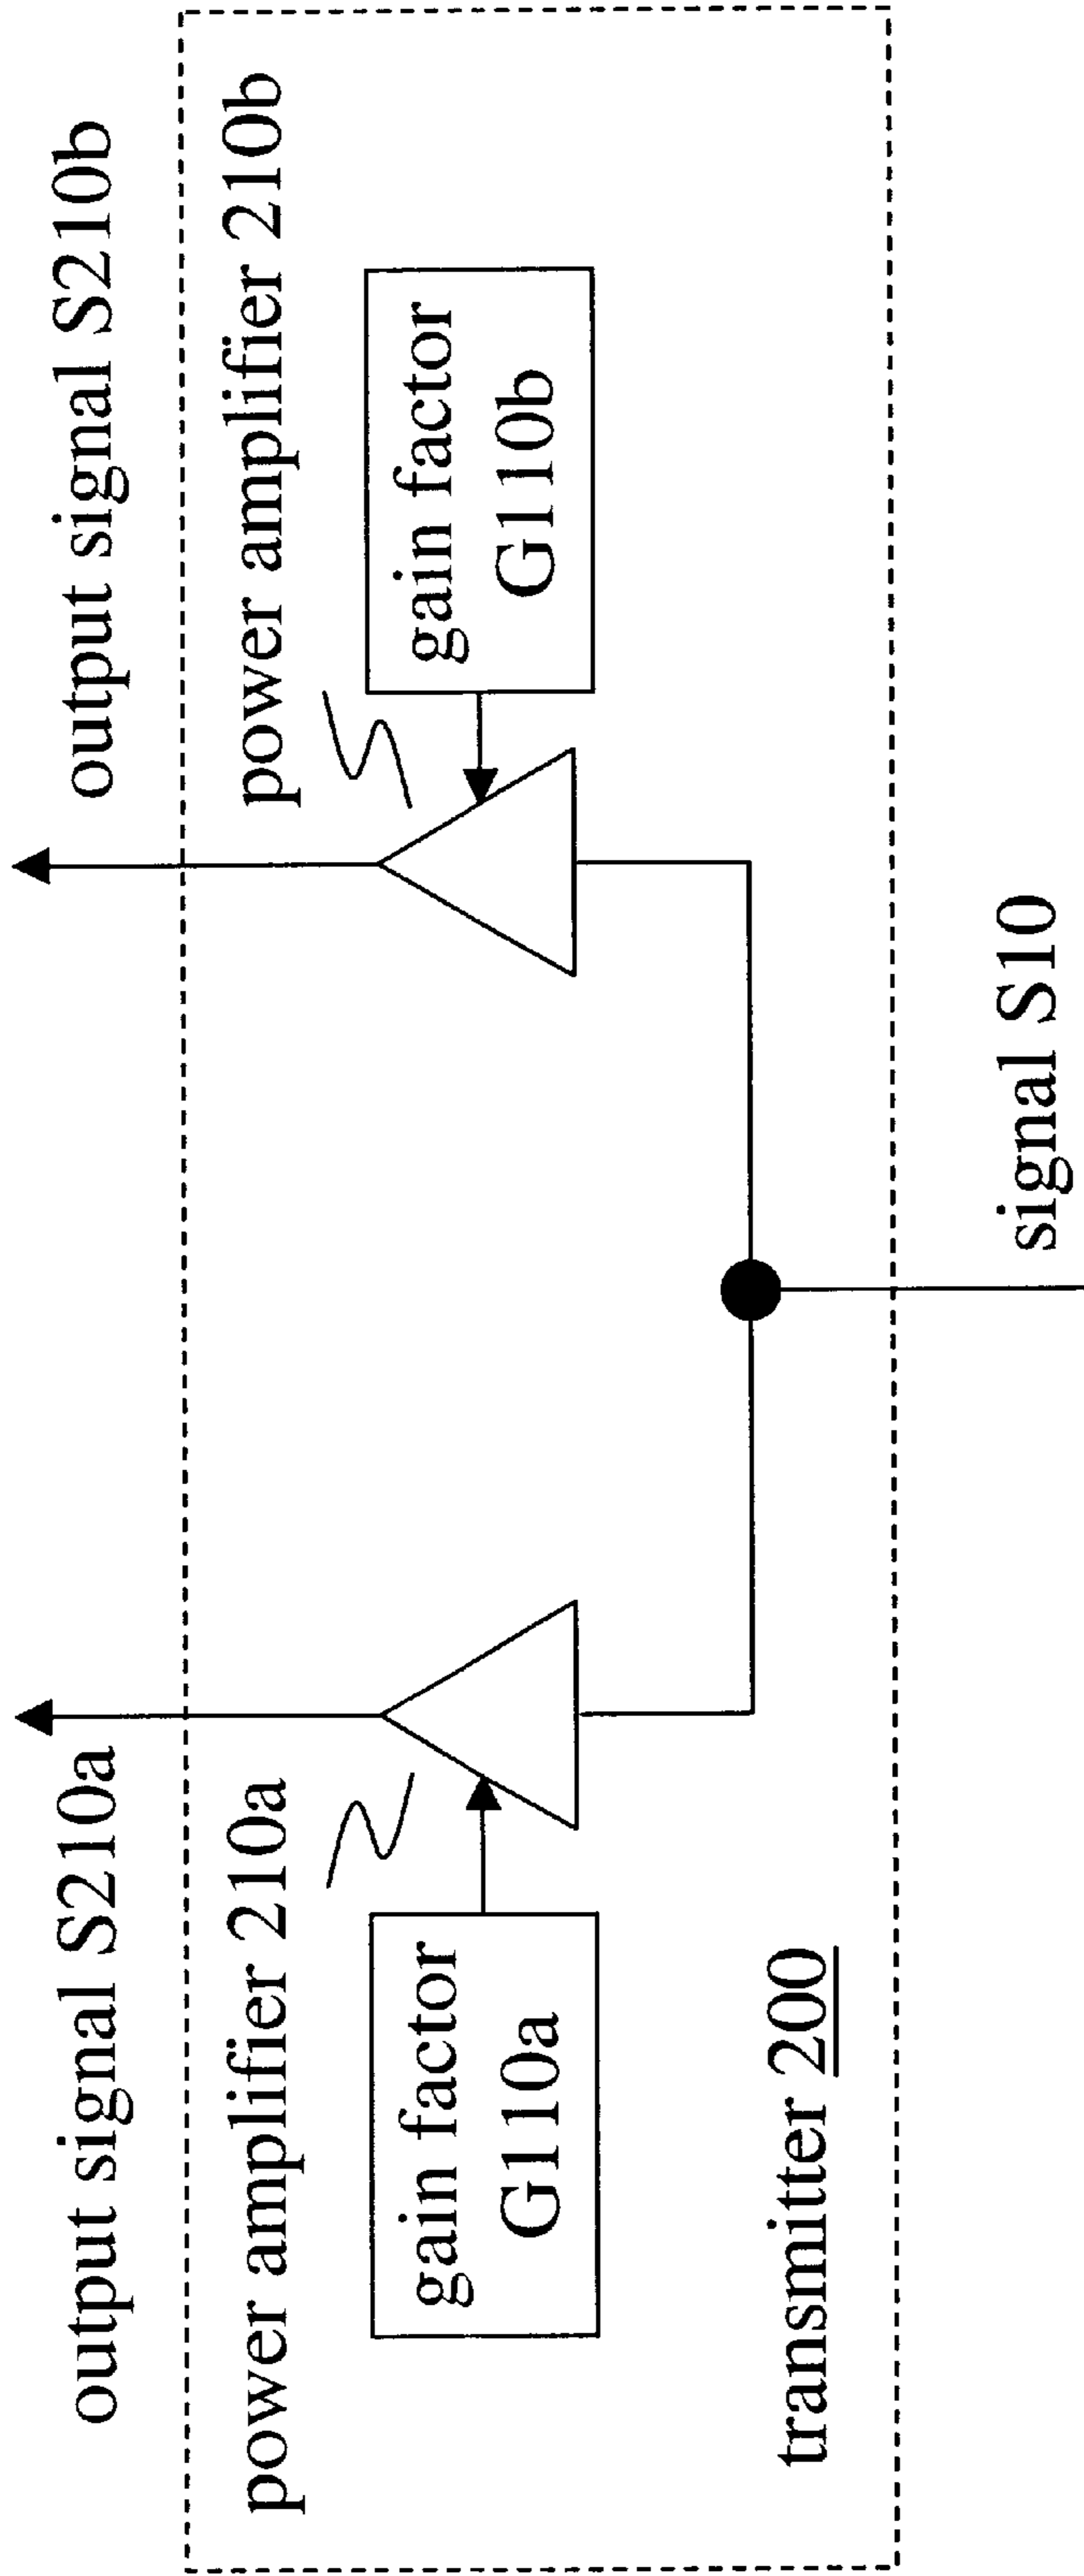 output signal S210a
output signal S210b
power amplifier 210a
power amplifier 210b
gain factor
G110a
gain factor
G110b
transmitter 200
signal S10